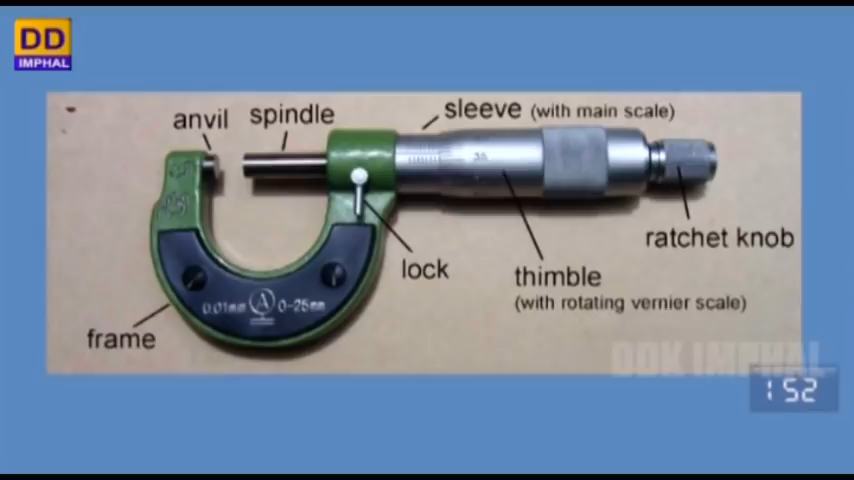 DD
IMPHAL
anvil
spindle
sleeve (with main scale)
ratchet knob
lock
thimble
(with rotating vernier scale)
0.01mm A 0-25mm
frame
DDK IMPHAL
1 52